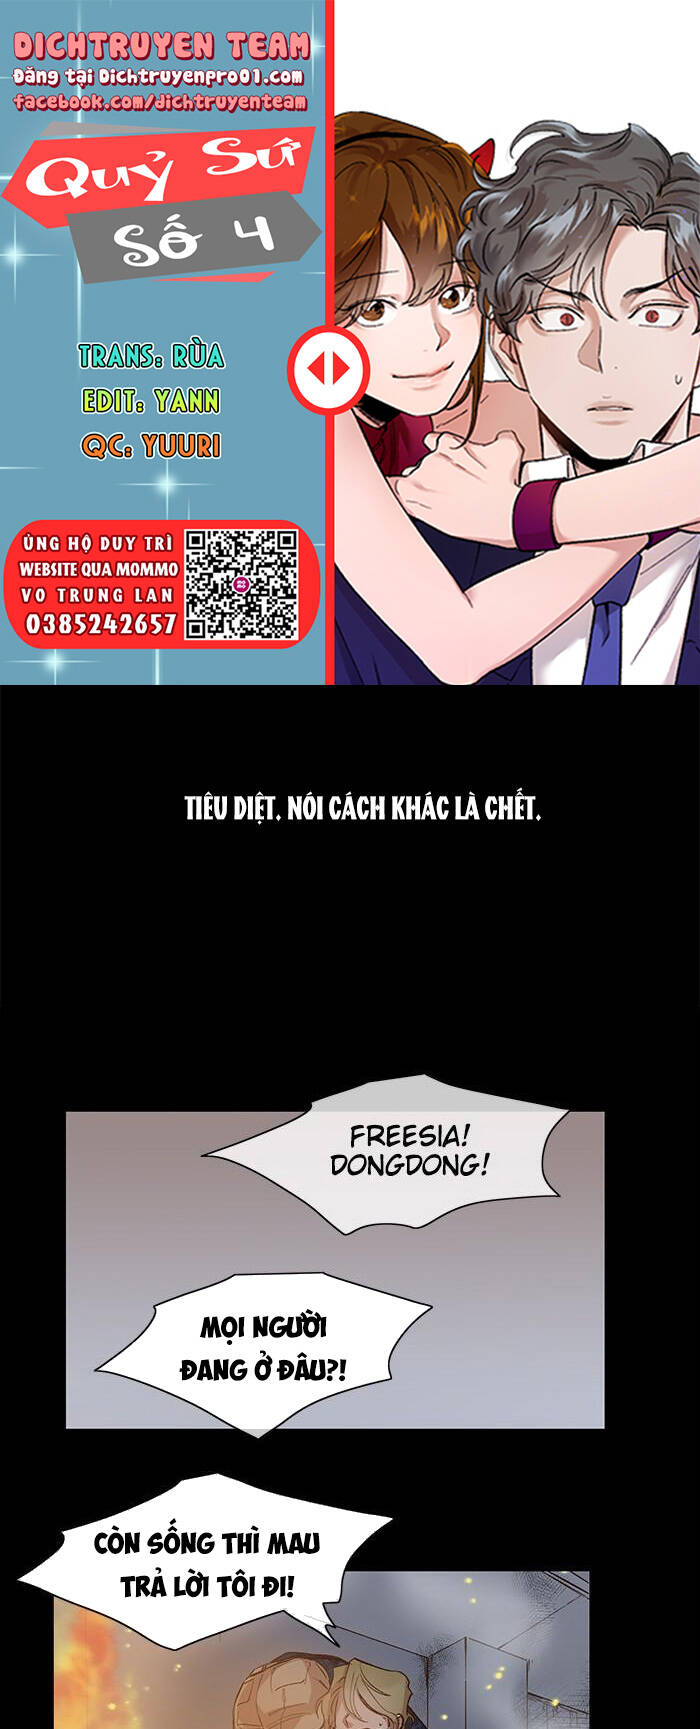 DICHTRUYEN TEAM
Đăng tại Dichtruyenpro01.com
facebook.com/dichtruyenteam
Quỷ Sứ
Số 4
TRANS: RÙA
EDIT: YANN
QC: YUURI
ỦNG HỘ DUY TRÌ
WEBSITE QUA MOMMO
VO TRUNG LAN
0385242657
TIÊU DIỆT. NÓI CÁCH KHÁC LÀ CHẾT.
FREESIA!
DONGDONG!
MỌI NGƯỜI
ĐANG Ở ĐÂU?!
CÒN SỐNG THÌ MAU
TRẢ LỜI TÔI ĐI!